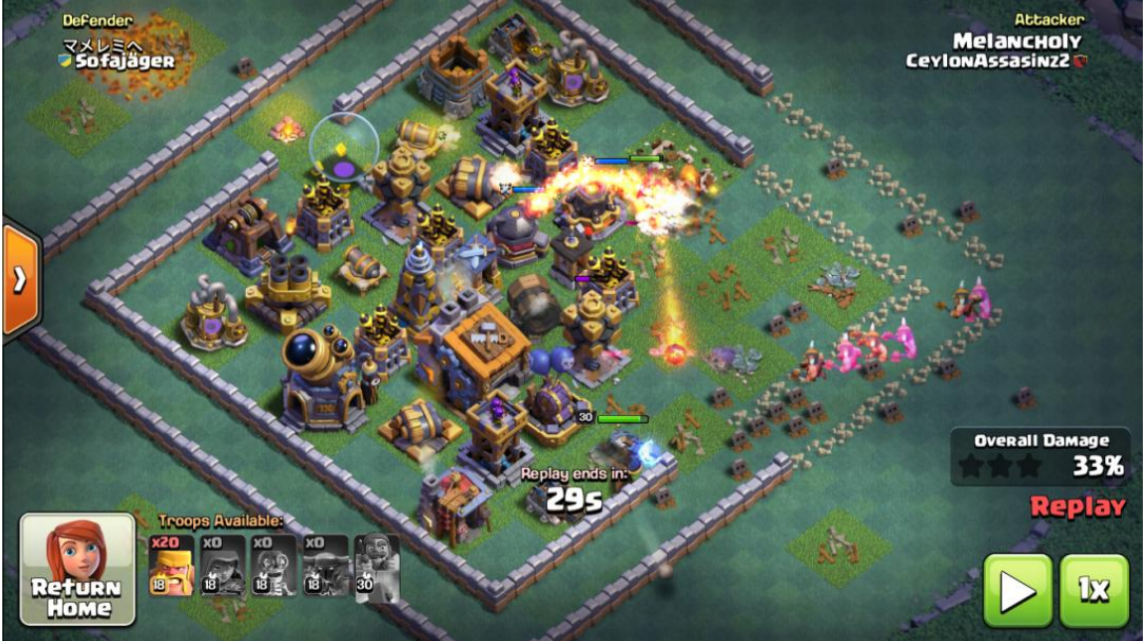 Defender
マメレミヘ
Sofajäger
Attacker
Melancholy
CeylonAssasinz2
30
Replay ends in:
29s
Overall Damage
33%
Replay
Troops Available:
x20
x0
x0
x0
18
18
18
18
30
Return
Home
1x